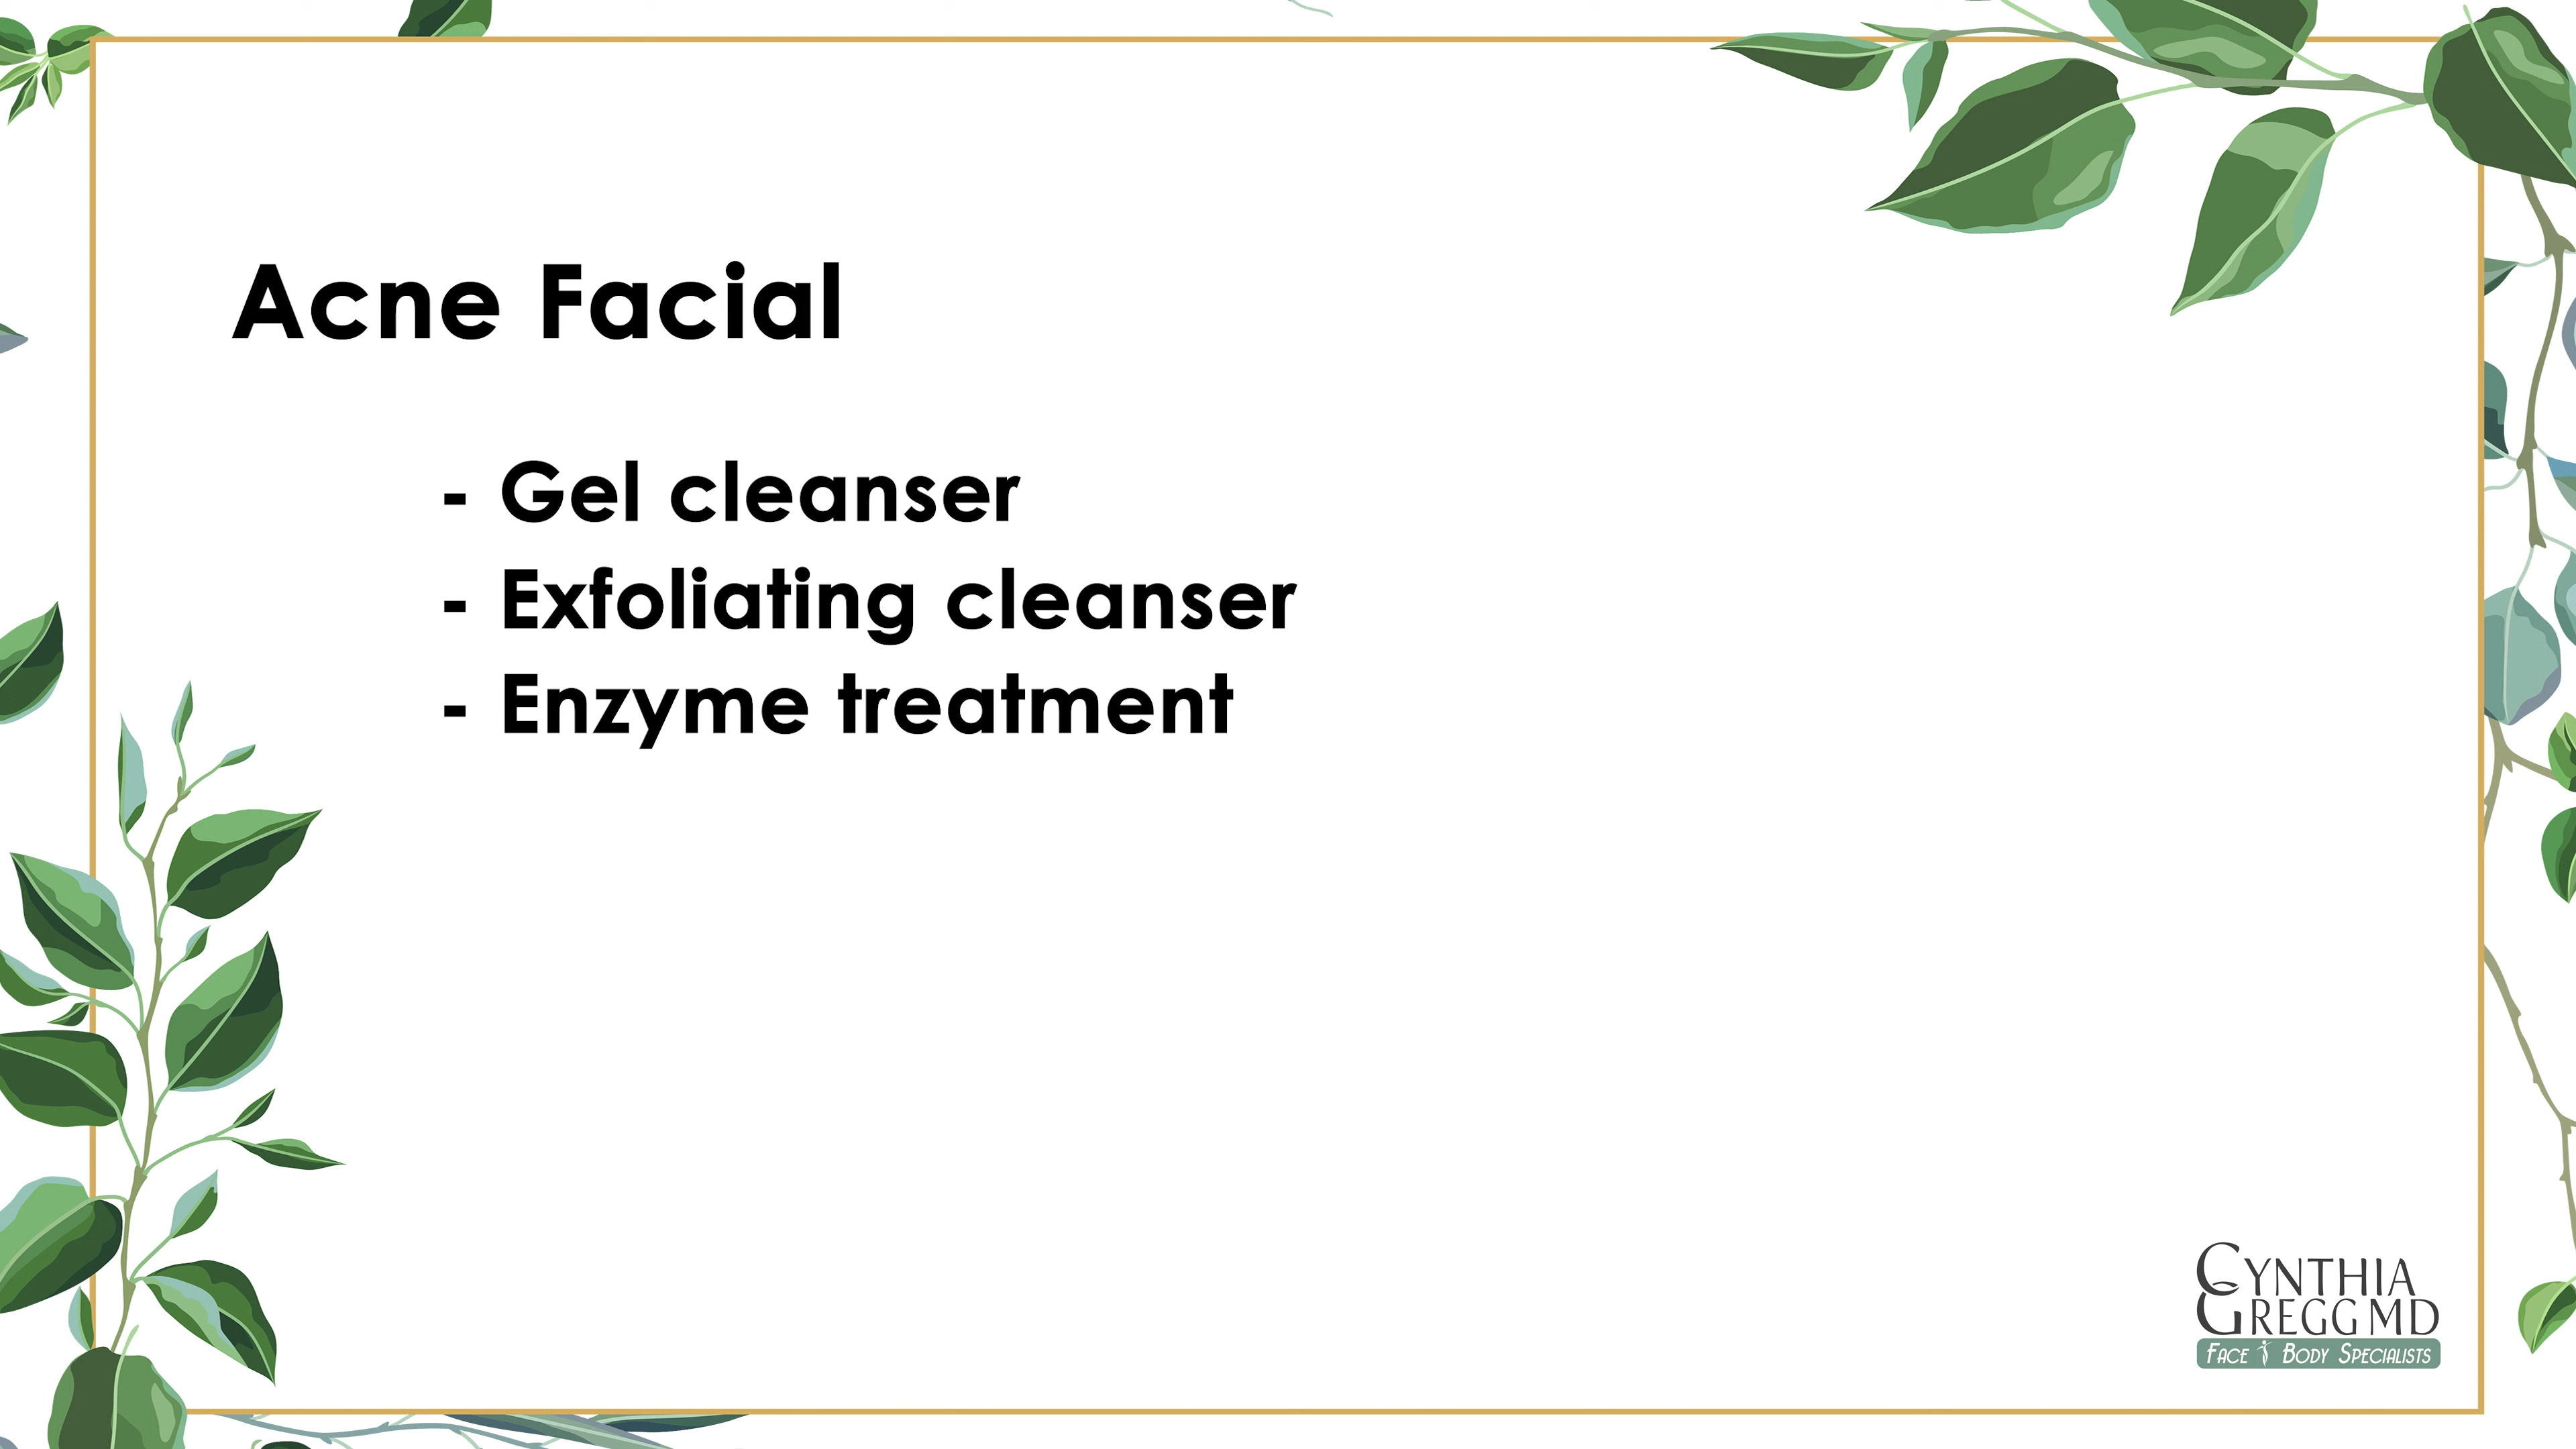 Acne Facial
- Gel cleanser
- Exfoliating cleanser
- Enzyme treatment
CYNTHIA
GREGG MD
FACE BODY SPECIALISTS